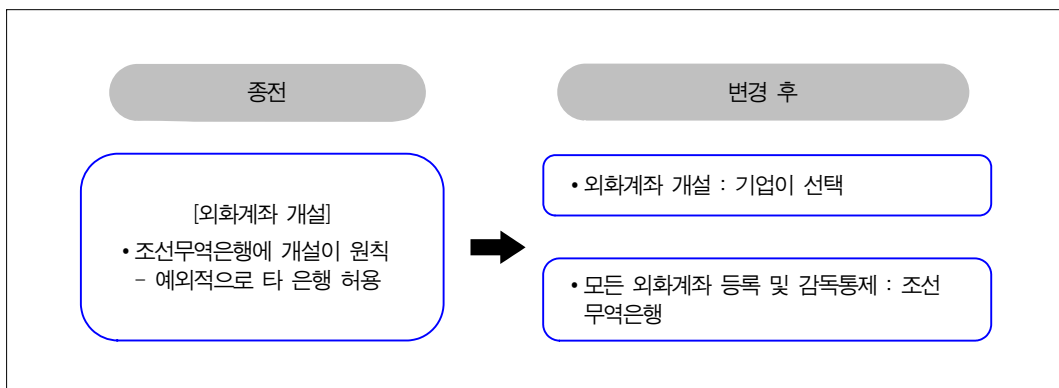 종전
변경 후
[외화계좌 개설]
• 조선무역은행에 개설이 원칙
- 예외적으로 타 은행 허용
• 외화계좌 개설 : 기업이 선택
• 모든 외화계좌 등록 및 감독통제 : 조선
무역은행